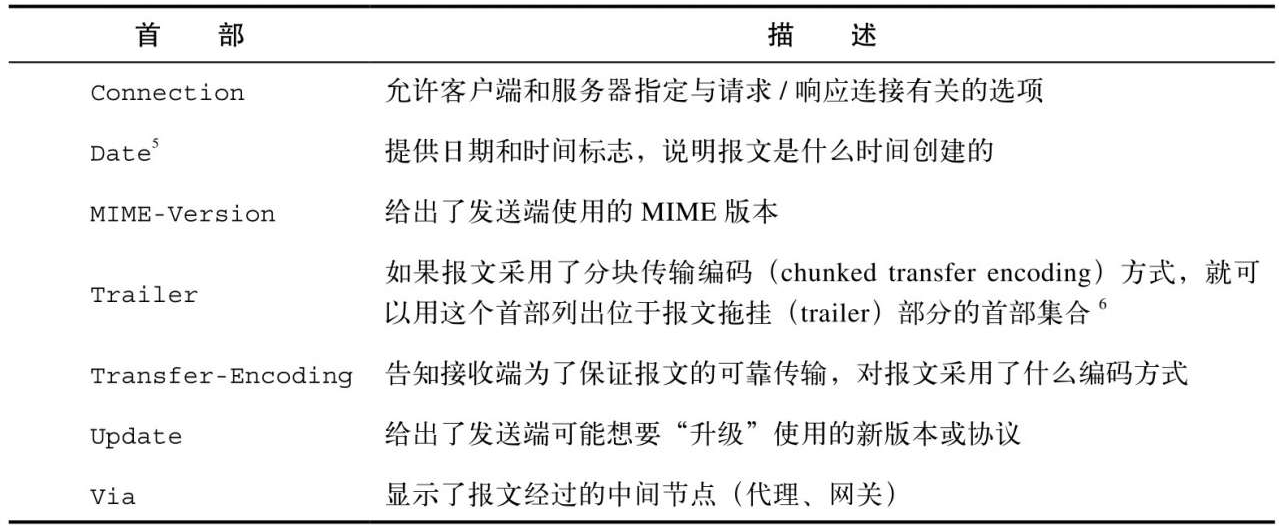 首 部 描 述
Connection 允许客户端和服务器指定与请求 / 响应连接有关的选项
Date5 提供日期和时间标志，说明报文是什么时间创建的
MIME-Version 给出了发送端使用的 MIME 版本
Trailer 如果报文采用了分块传输编码（chunked transfer encoding）方式，就可
以用这个首部列出位于报文拖挂（trailer）部分的首部集合 6
Transfer-Encoding 告知接收端为了保证报文的可靠传输，对报文采用了什么编码方式
Update 给出了发送端可能想要“升级”使用的新版本或协议
Via 显示了报文经过的中间节点（代理、网关）